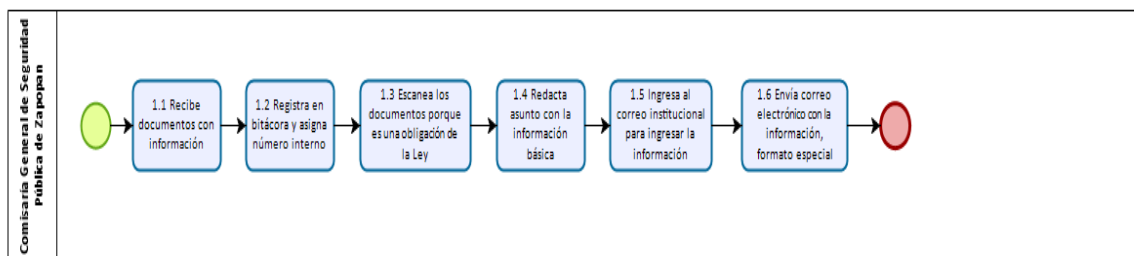 Comisaría General de Seguridad
Pública de Zapopan
1.1 Recibe
documentos con
información
1.2 Registra en
bitácora y asigna
número interno
1.3 Escanea los
documentos porque
es una obligación de
la Ley
1.4 Redacta
asunto con la
información
básica
1.5 Ingresa al
correo institucional
para ingresar la
información
1.6 Envía correo
electrónico con la
información,
formato especial